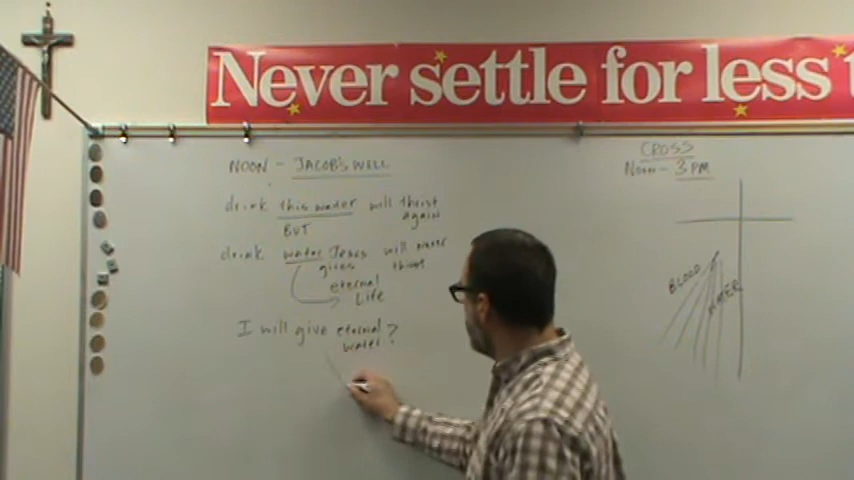 Never Settle for less
NOON - JACOB'S WELL
drink this water will thirst
again
BUT
drink water Jesus will never
gives thirst
eternal
Life
I will give eternal ?
water
CROSS
NOON - 3 PM
BLOOD
WATER